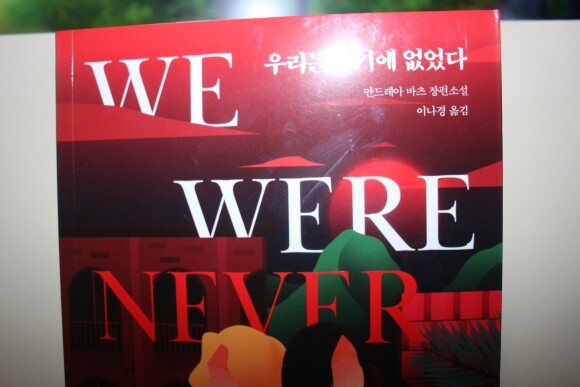 WE
우리는 없었다
안드레아 바츠 장편소설
이나경 옮김
WERE
NEVER